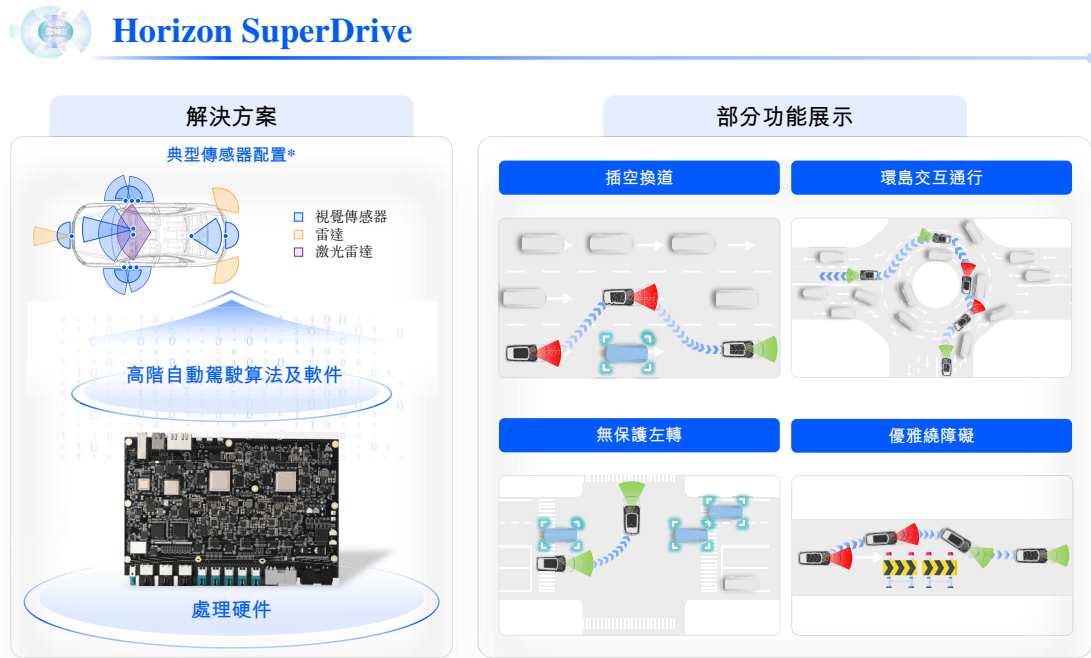 Horizon SuperDrive
解決方案
典型傳感器配置*
視覺傳感器
雷達
激光雷達
高階自動駕駛算法及軟件
處理硬件
部分功能展示
插空換道
環島交互通行
無保護左轉
優雅繞障礙